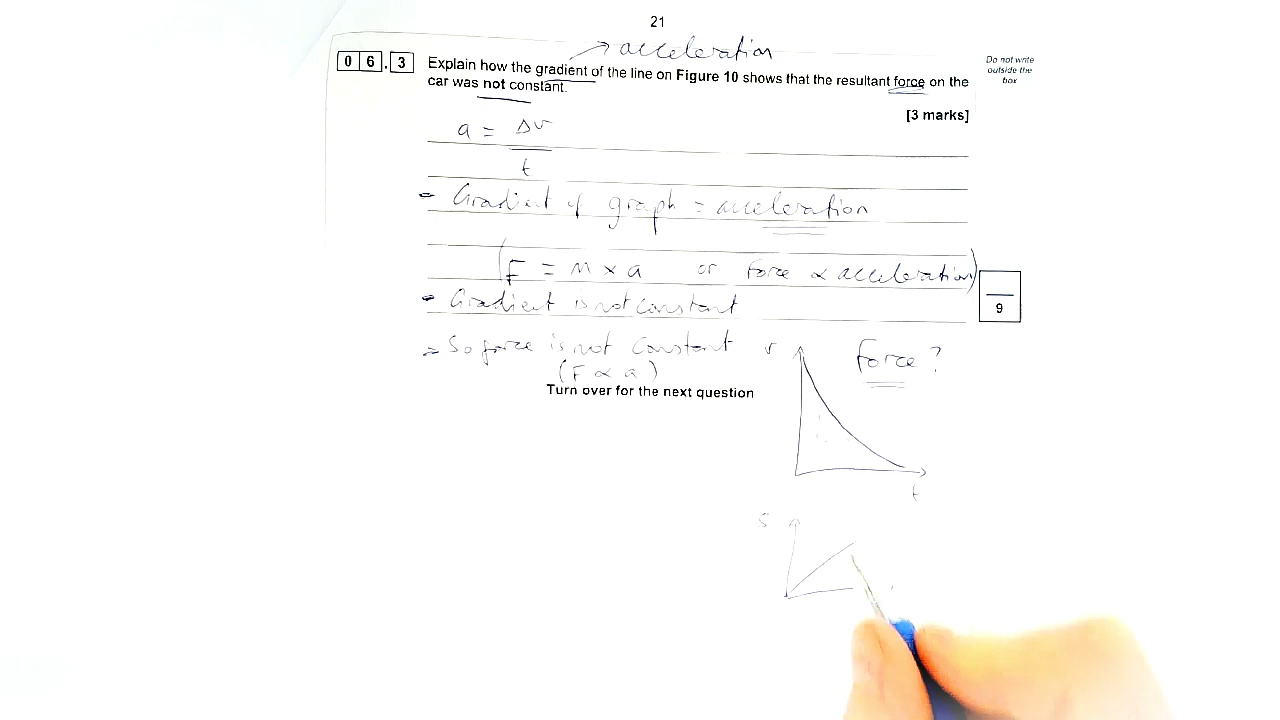 21
→ acceleration
0 6 . 3 Explain how the gradient of the line on Figure 10 shows that the resultant force on the
car was not constant.
Do not write
outside the
box
[3 marks]
a = Δv
t
- Gradient of graph = acceleration
(F = m × a or force ∝ acceleration)
- Gradient is not constant
9
- So force is not constant
(F ∝ a)
Turn over for the next question
v
Force?
t
s